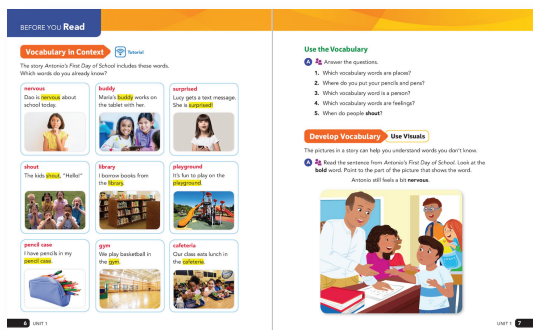 BEFORE YOU Read
Vocabulary in Context
Tutorial
The story Antonio's First Day of School includes these words.
Which words do you already know?
nervous
Dao is nervous about
school today.
buddy
Maria's buddy works on
the tablet with her.
surprised
Lucy gets a text message.
She is surprised!
shout
The kids shout, "Hello!"
library
I borrow books from
the library.
playground
It's fun to play on the
playground.
pencil case
I have pencils in my
pencil case.
gym
We play basketball in
the gym.
cafeteria
Our class eats lunch in
the cafeteria.
6 UNIT 1
Use the Vocabulary
A Answer the questions.
1. Which vocabulary words are places?
2. Where do you put your pencils and pens?
3. Which vocabulary word is a person?
4. Which vocabulary words are feelings?
5. When do people shout?
Develop Vocabulary Use Visuals
The pictures in a story can help you understand words you don't know.
A Read the sentence from Antonio's First Day of School. Look at the
bold word. Point to the part of the picture that shows the word.
Antonio still feels a bit nervous.
UNIT 1 7